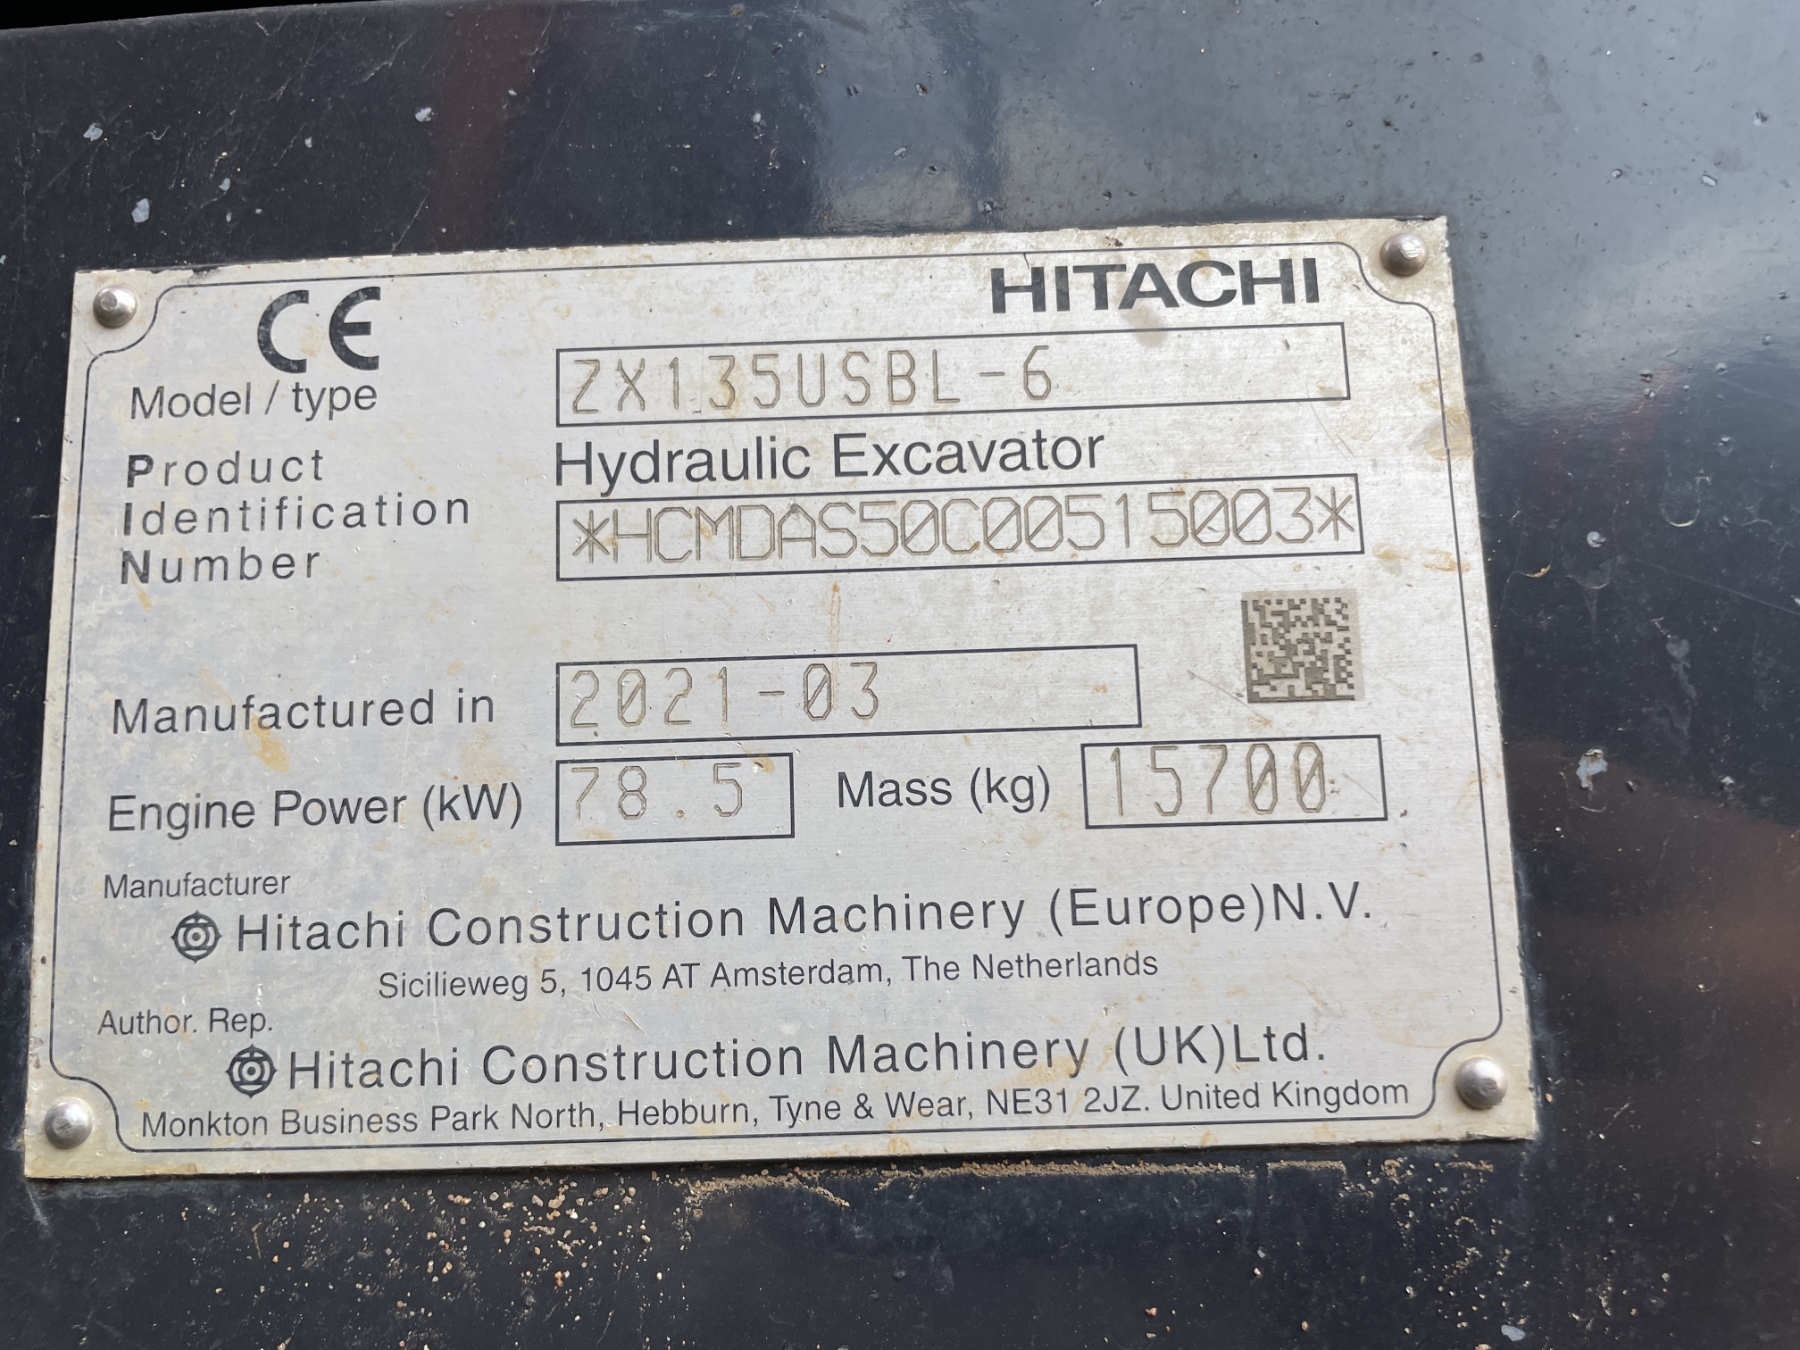 CE
HITACHI
Model / type ZX135USBL-6
Hydraulic Excavator
Product
Identification
Number
*HCMDAS50C00515003*
Manufactured in 2021-03
Engine Power (kW) 78.5 Mass (kg) 15700
Manufacturer
Hitachi Construction Machinery (Europe)N.V.
Sicilieweg 5, 1045 AT Amsterdam, The Netherlands
Author. Rep.
Hitachi Construction Machinery (UK)Ltd.
Monkton Business Park North, Hebburn, Tyne & Wear, NE31 2JZ. United Kingdom